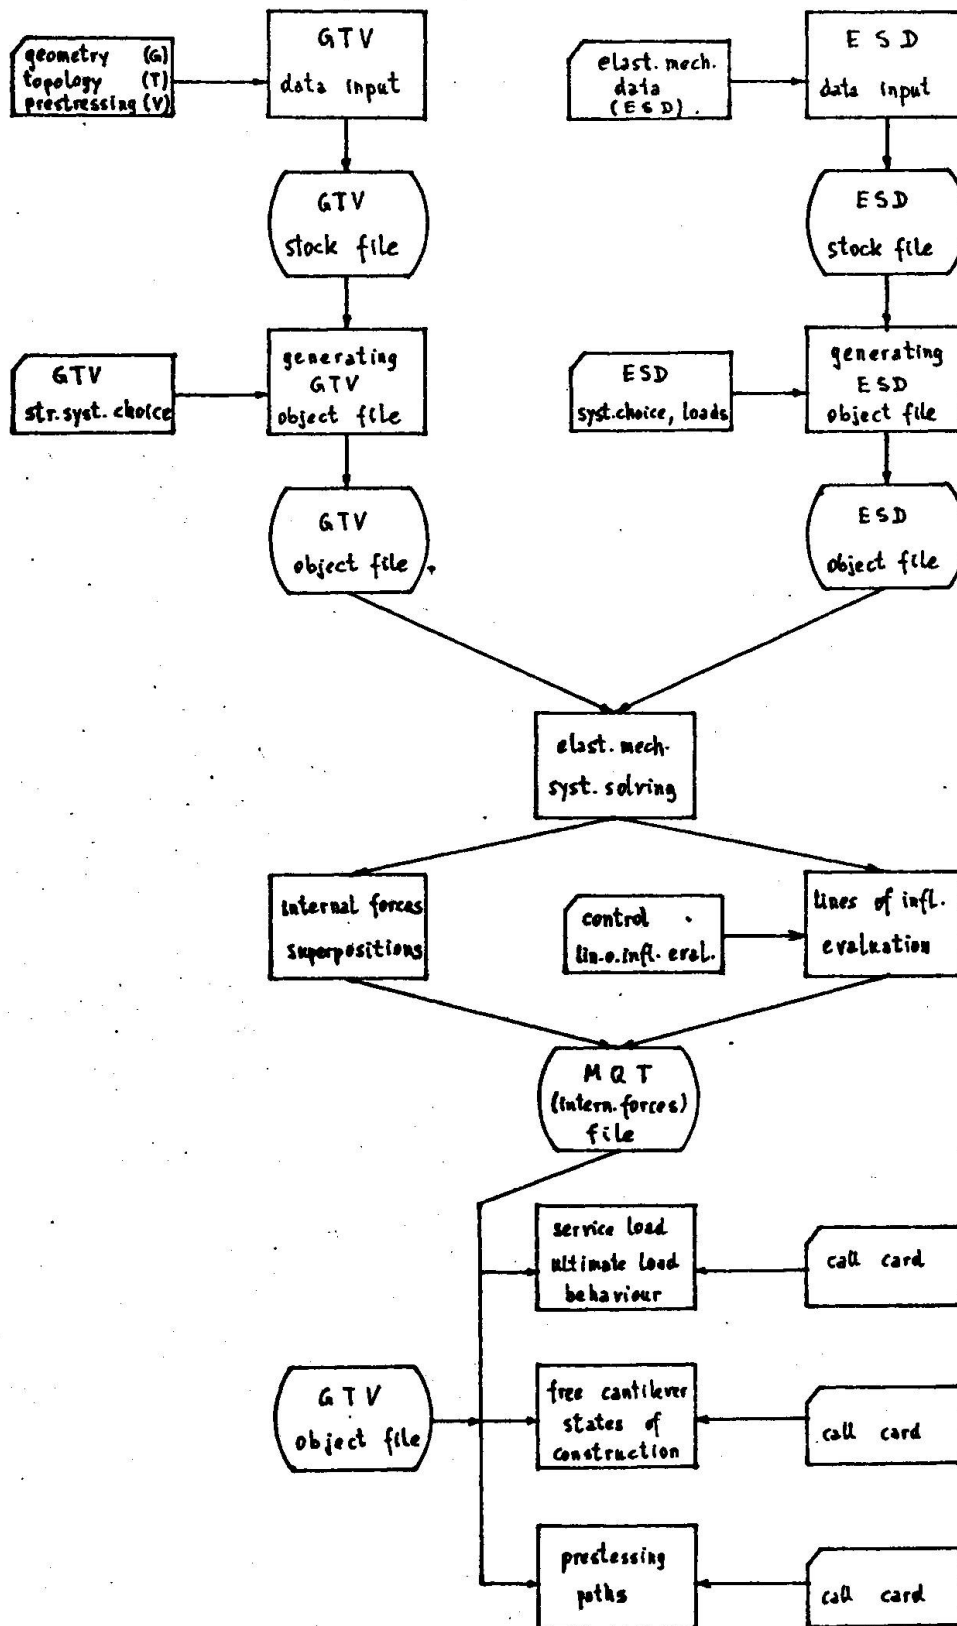 geometry (G)
topology (T)
prestressing (V)
GTV
data input
elast. mech.
data
(ESD).
ESD
data input
GTV
stock file
ESD
stock file
GTV
str. syst. choice
generating
GTV
object file
ESD
syst. choice, loads
generating
ESD
object file
GTV
object file
ESD
object file
elast. mech.
syst. solving
internal forces
superpositions
control
lin.o.infl. eval.
lines of infl.
evaluation
MQT
(intern. forces)
file
service load
ultimate load
behaviour
call card
GTV
object file
free cantilever
states of
construction
call card
prestessing
paths
call card